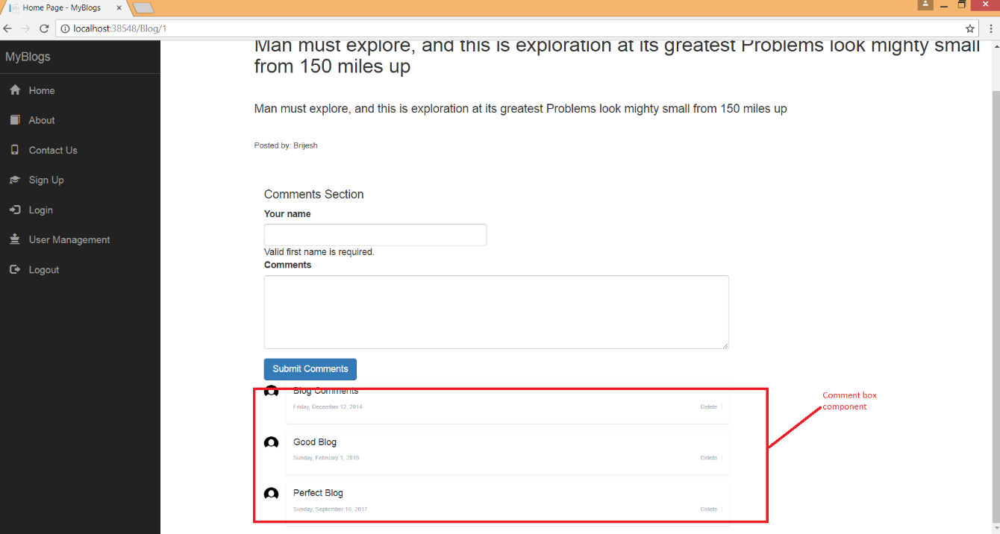 Home Page - MyBlogs
localhost:38548/Blog/1
MyBlogs
Home
About
Contact Us
Sign Up
Login
User Management
Logout
Man must explore, and this is exploration at its greatest Problems look mighty small
from 150 miles up
Man must explore, and this is exploration at its greatest Problems look mighty small from 150 miles up
Posted by: Brijesh
Comments Section
Your name
Valid first name is required.
Comments
Submit Comments
Blog Comments
Friday, December 12, 2014 Delete
Good Blog
Sunday, February 1, 2015 Delete
Perfect Blog
Sunday, September 10, 2017 Delete
Comment box
component